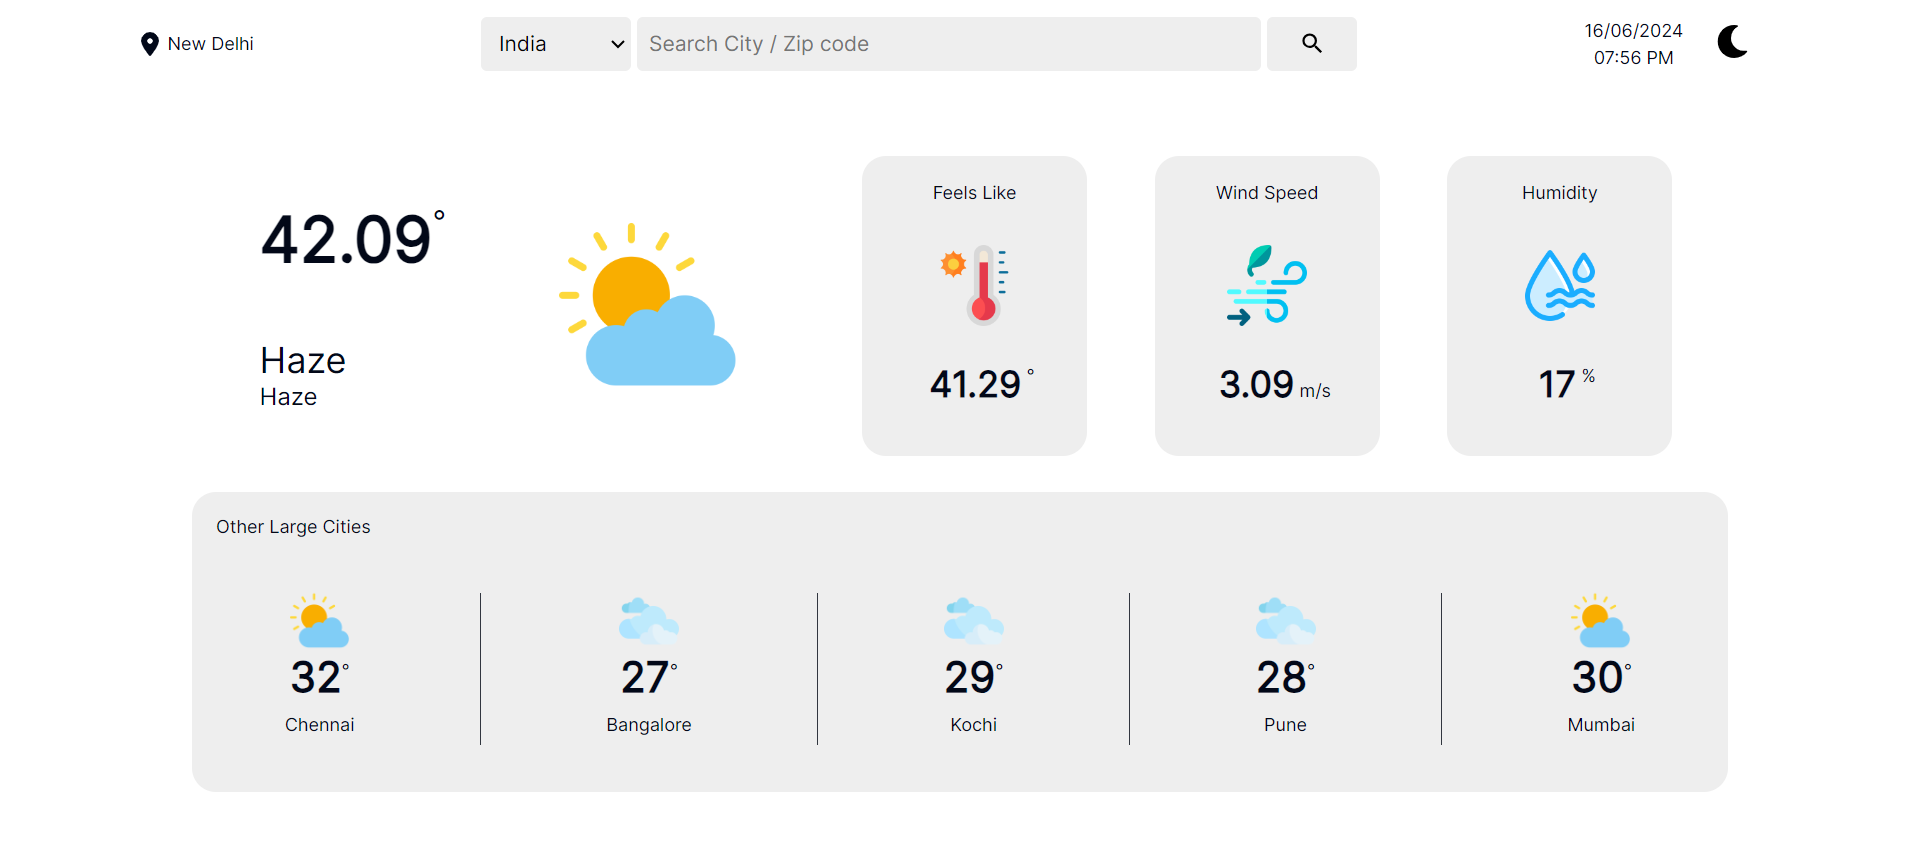 New Delhi
India
Search City / Zip code
16/06/2024
07:56 PM
42.09°
Haze
Haze
Feels Like
41.29 °
Wind Speed
3.09 m/s
Humidity
17 %
Other Large Cities
32°
Chennai
27°
Bangalore
29°
Kochi
28°
Pune
30°
Mumbai